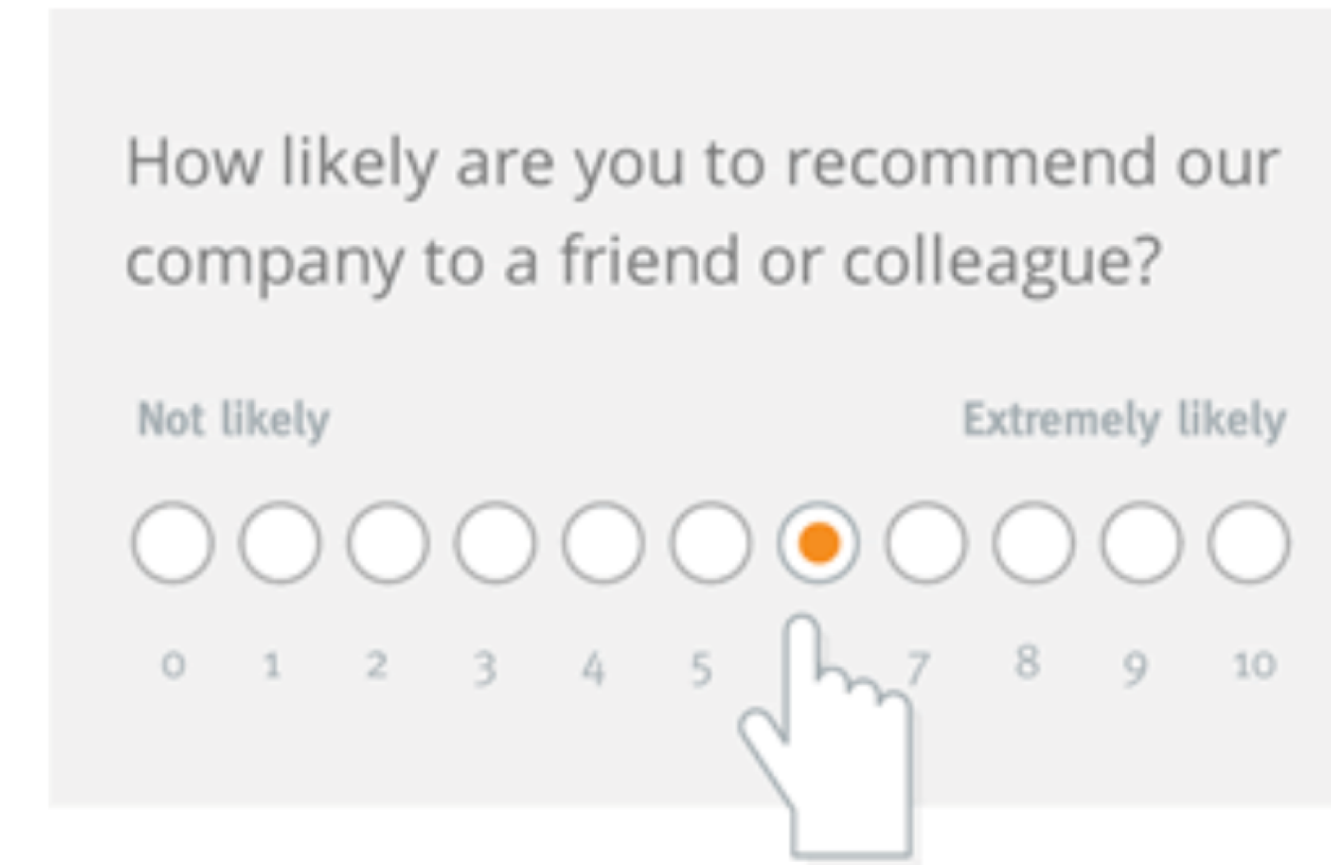 How likely are you to recommend our
company to a friend or colleague?
Not likely Extremely likely
0 1 2 3 4 5 7 8 9 10